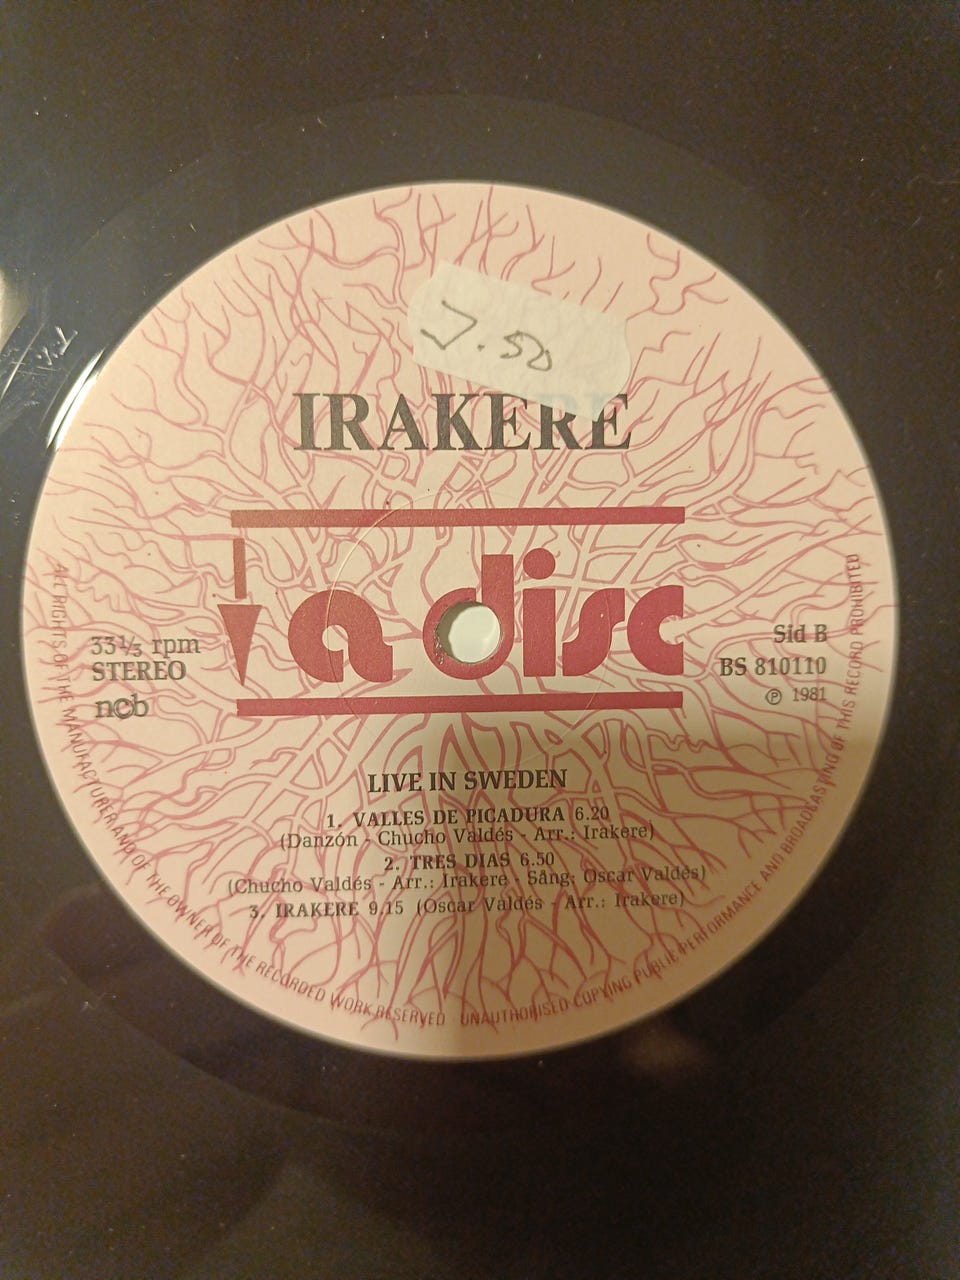 7.50
IRAKERE
a disc
33⅓ rpm
STEREO
ncb
Sid B
BS 810110
℗ 1981
LIVE IN SWEDEN
1. VALLES DE PICADURA 6.20
(Danzón - Chucho Valdés - Arr.: Irakere)
2. TRES DIAS 6.50
(Chucho Valdés - Arr.: Irakere - Sång: Oscar Valdés)
3. IRAKERE 9.15 (Oscar Valdés - Arr.: Irakere)
ALL RIGHTS OF THE MANUFACTURER AND OF THE OWNER OF THE RECORDED WORK RESERVED - UNAUTHORISED COPYING PUBLIC PERFORMANCE AND BROADCASTING OF THIS RECORD PROHIBITED